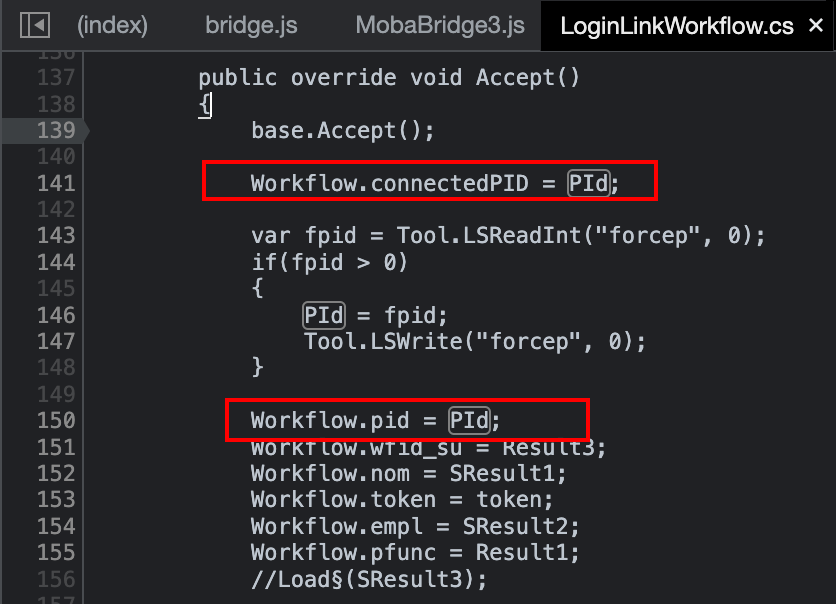 (index) bridge.js MobaBridge3.js LoginLinkWorkflow.cs ×
136
137 public override void Accept()
138 {
139 base.Accept();
140
141 Workflow.connectedPID = PId;
142
143 var fpid = Tool.LSReadInt("forcep", 0);
144 if(fpid > 0)
145 {
146 PId = fpid;
147 Tool.LSWrite("forcep", 0);
148 }
149
150 Workflow.pid = PId;
151 Workflow.wfid_su = Result3;
152 Workflow.nom = SResult1;
153 Workflow.token = token;
154 Workflow.empl = SResult2;
155 Workflow.pfunc = Result1;
156 //Load§(SResult3);
157